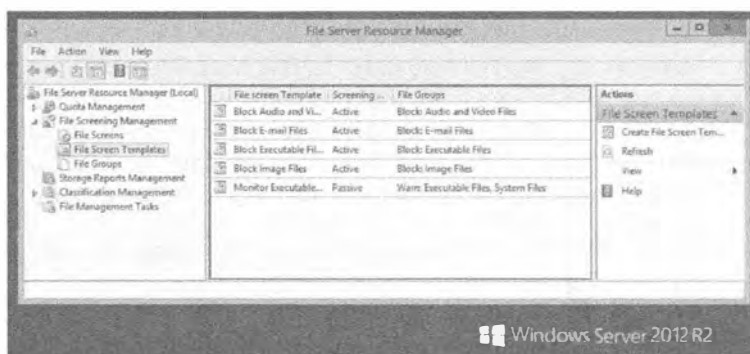 File Server Resource Manager
File Action View Help
File Server Resource Manager (Local)
Quota Management
File Screening Management
File Screens
File Screen Templates
File Groups
Storage Reports Management
Classification Management
File Management Tasks
File screen Template Screening ... File Groups
Block Audio and Vi... Active Block: Audio and Video Files
Block E-mail Files Active Block: E-mail Files
Block Executable Fil... Active Block: Executable Files
Block Image Files Active Block: Image Files
Monitor Executable... Passive Warn: Executable Files, System Files
Actions
File Screen Templates
Create File Screen Tem...
Refresh
View
Help
Windows Server 2012 R2